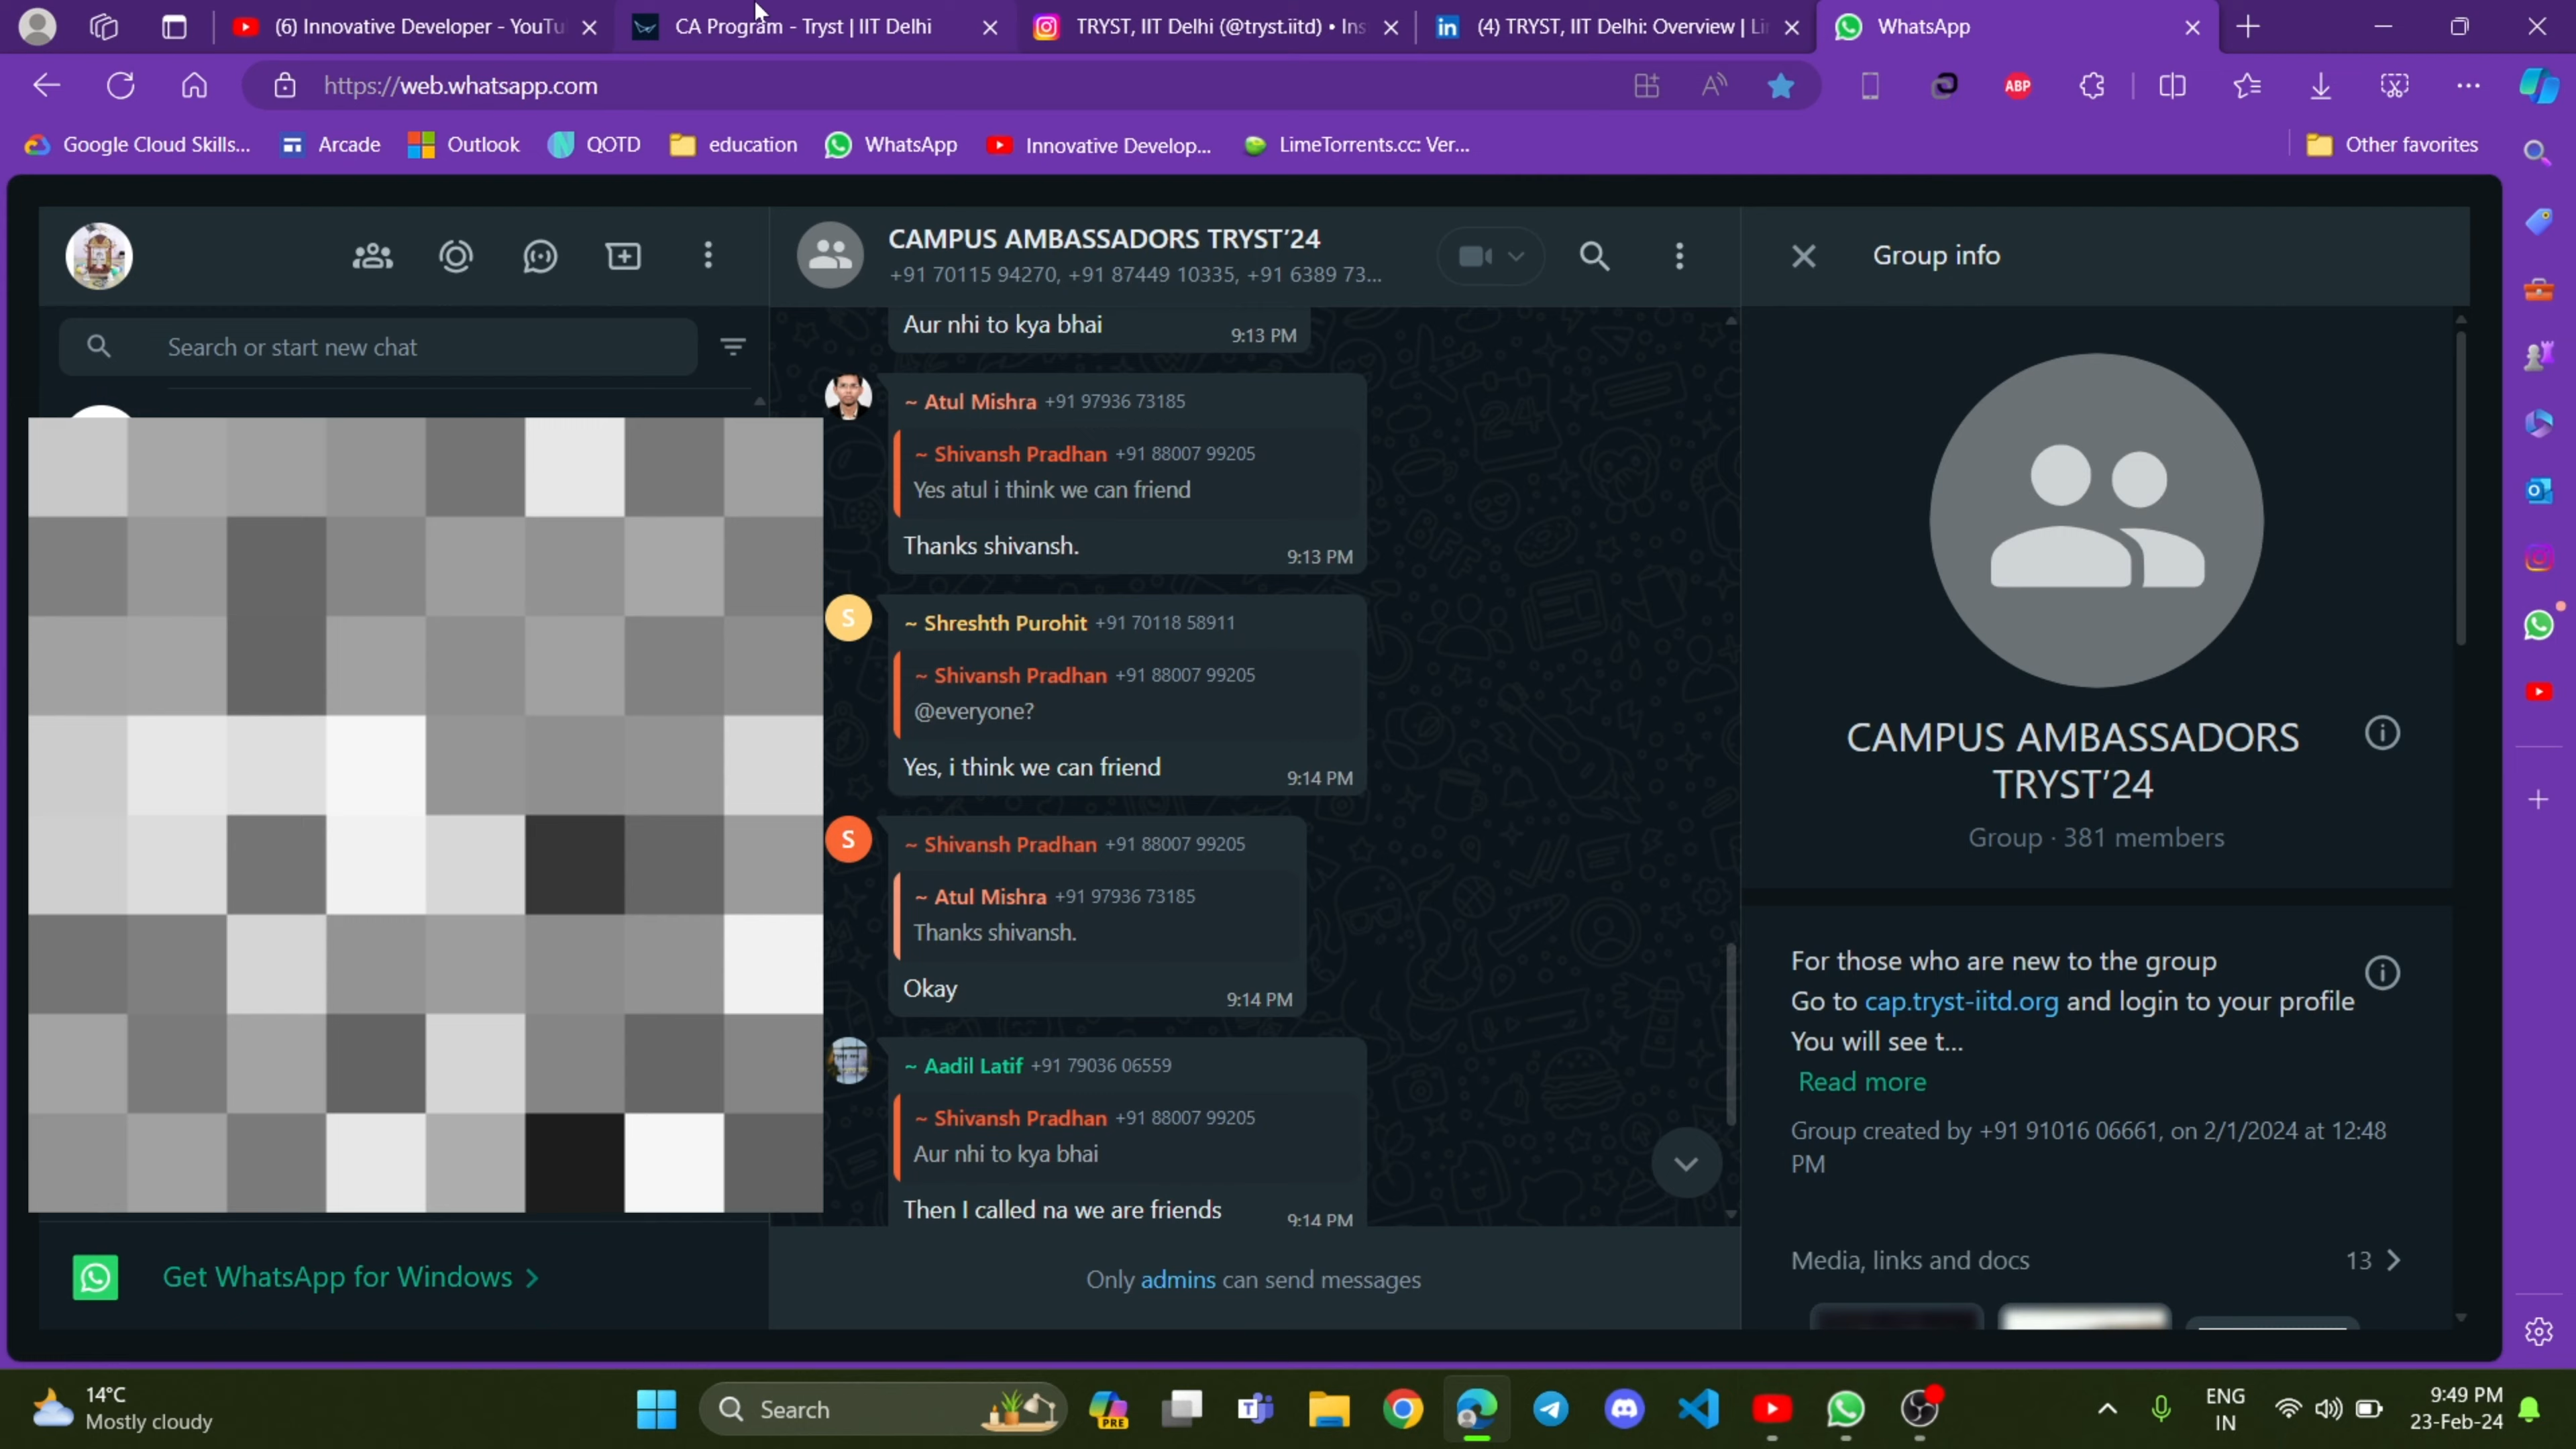 (6) Innovative Developer - YouTu
CA Program - Tryst | IIT Delhi
TRYST, IIT Delhi (@tryst.iitd) • Ins
(4) TRYST, IIT Delhi: Overview | Li
WhatsApp
https://web.whatsapp.com
ABP
Google Cloud Skills...
Arcade
Outlook
QOTD
education
WhatsApp
Innovative Develop...
LimeTorrents.cc: Ver...
Other favorites
CAMPUS AMBASSADORS TRYST'24
+91 70115 94270, +91 87449 10335, +91 6389 73...
Group info
Search or start new chat
Aur nhi to kya bhai
9:13 PM
~ Atul Mishra +91 97936 73185
~ Shivansh Pradhan +91 88007 99205
Yes atul i think we can friend
Thanks shivansh.
9:13 PM
S
~ Shreshth Purohit +91 70118 58911
~ Shivansh Pradhan +91 88007 99205
@everyone?
Yes, i think we can friend
9:14 PM
S
~ Shivansh Pradhan +91 88007 99205
~ Atul Mishra +91 97936 73185
Thanks shivansh.
Okay
9:14 PM
~ Aadil Latif +91 79036 06559
~ Shivansh Pradhan +91 88007 99205
Aur nhi to kya bhai
Then I called na we are friends
9:14 PM
Only admins can send messages
CAMPUS AMBASSADORS
TRYST'24
Group · 381 members
For those who are new to the group
Go to cap.tryst-iitd.org and login to your profile
You will see t...
Read more
Group created by +91 91016 06661, on 2/1/2024 at 12:48
PM
Media, links and docs
13
Get WhatsApp for Windows
14°C
Mostly cloudy
Search
PRE
ENG
IN
9:49 PM
23-Feb-24